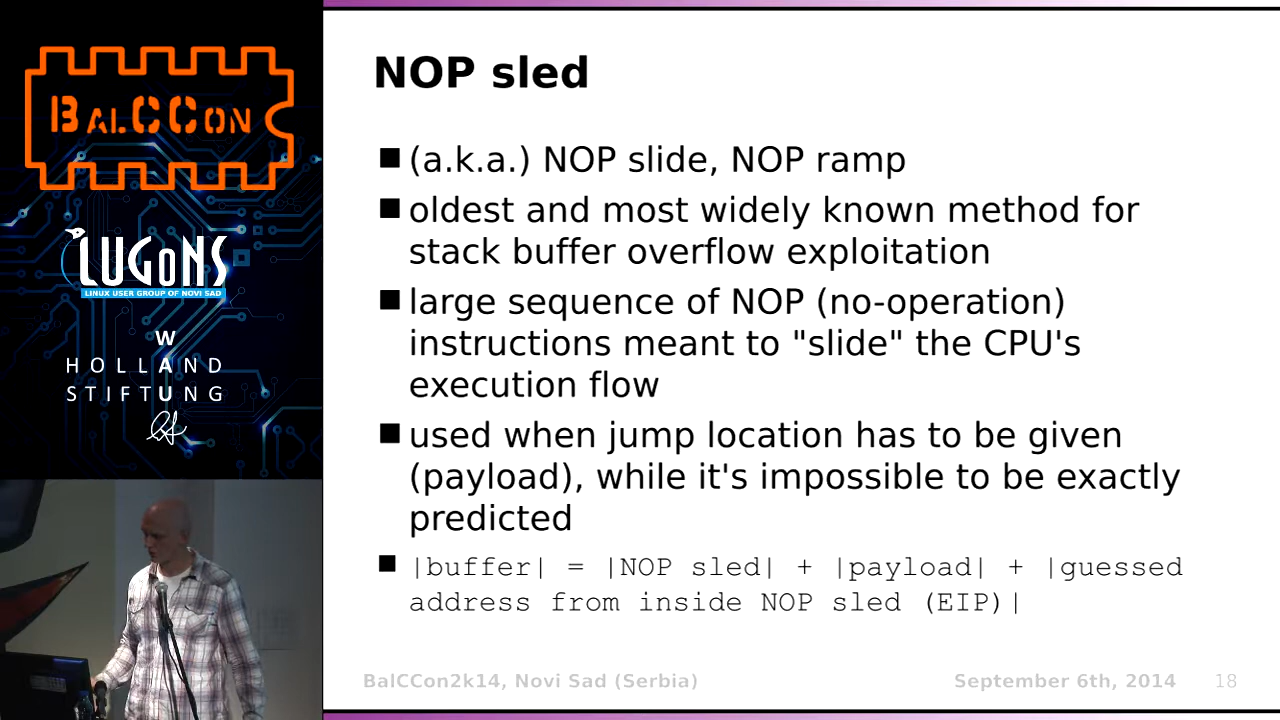 BALCCON
LUGONS
LINUX USER GROUP OF NOVI SAD
W
HOLLAND
U
STIFTUNG
NOP sled
(a.k.a.) NOP slide, NOP ramp
oldest and most widely known method for
stack buffer overflow exploitation
large sequence of NOP (no-operation)
instructions meant to "slide" the CPU's
execution flow
used when jump location has to be given
(payload), while it's impossible to be exactly
predicted
|buffer| = |NOP sled| + |payload| + |guessed
address from inside NOP sled (EIP)|
BalCCon2k14, Novi Sad (Serbia)
September 6th, 2014
18